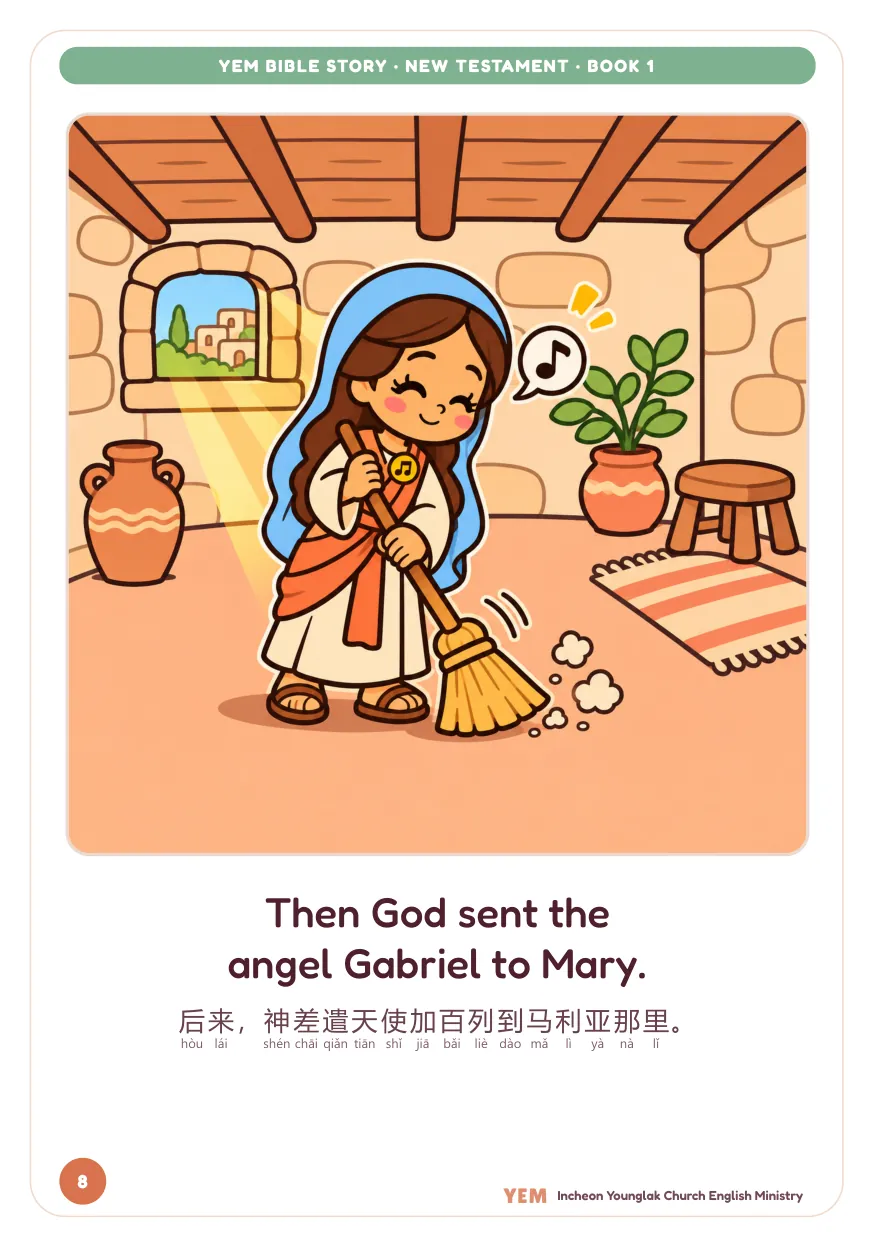 YEM BIBLE STORY · NEW TESTAMENT · BOOK 1
Then God sent the
angel Gabriel to Mary.
后来，神差遣天使加百列到马利亚那里。
hòu lái shén chāi qiǎn tiān shǐ jiā bǎi liè dào mǎ lì yà nà lǐ
8
YEM Incheon Younglak Church English Ministry